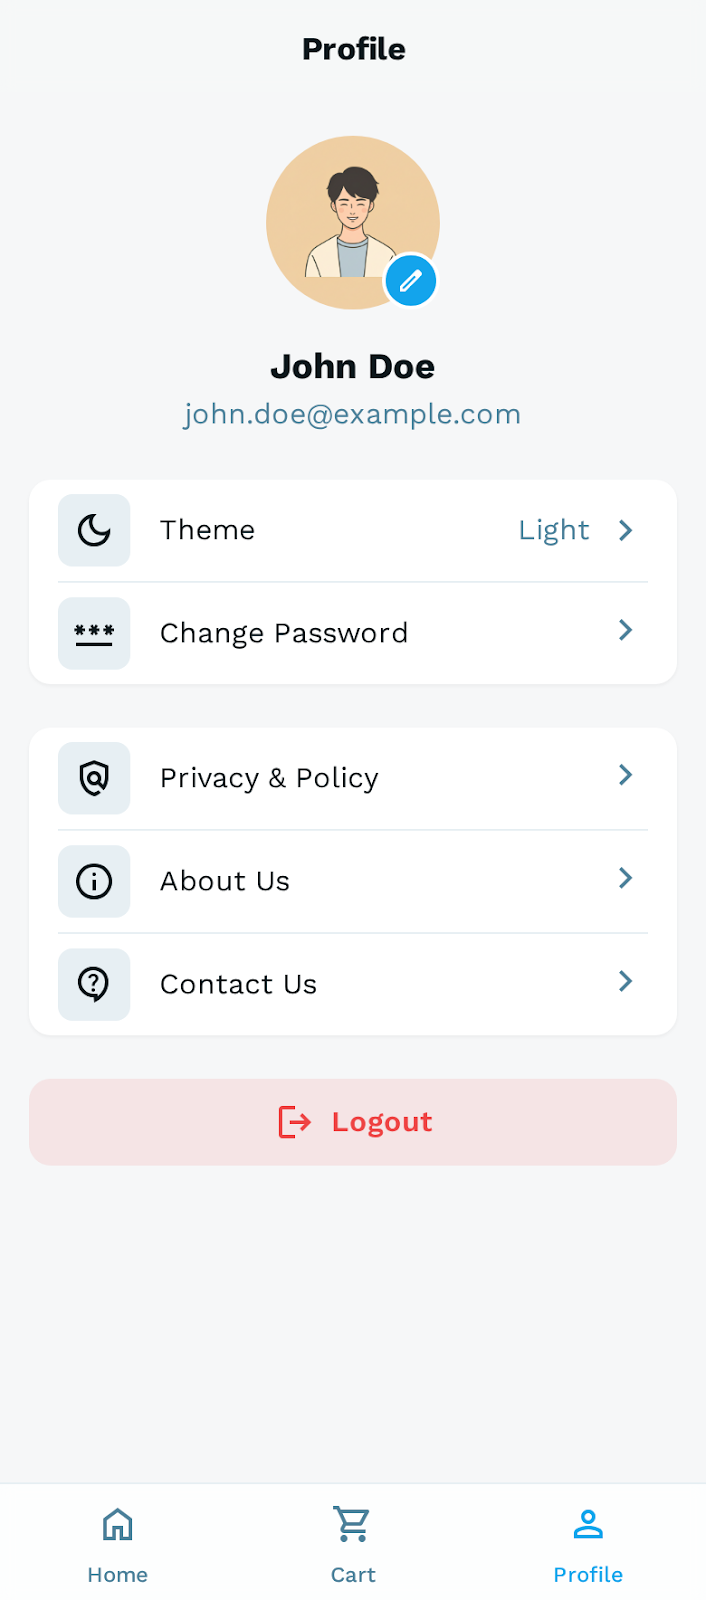 Profile
John Doe
john.doe@example.com
Theme Light
Change Password
Privacy & Policy
About Us
Contact Us
Logout
Home Cart Profile